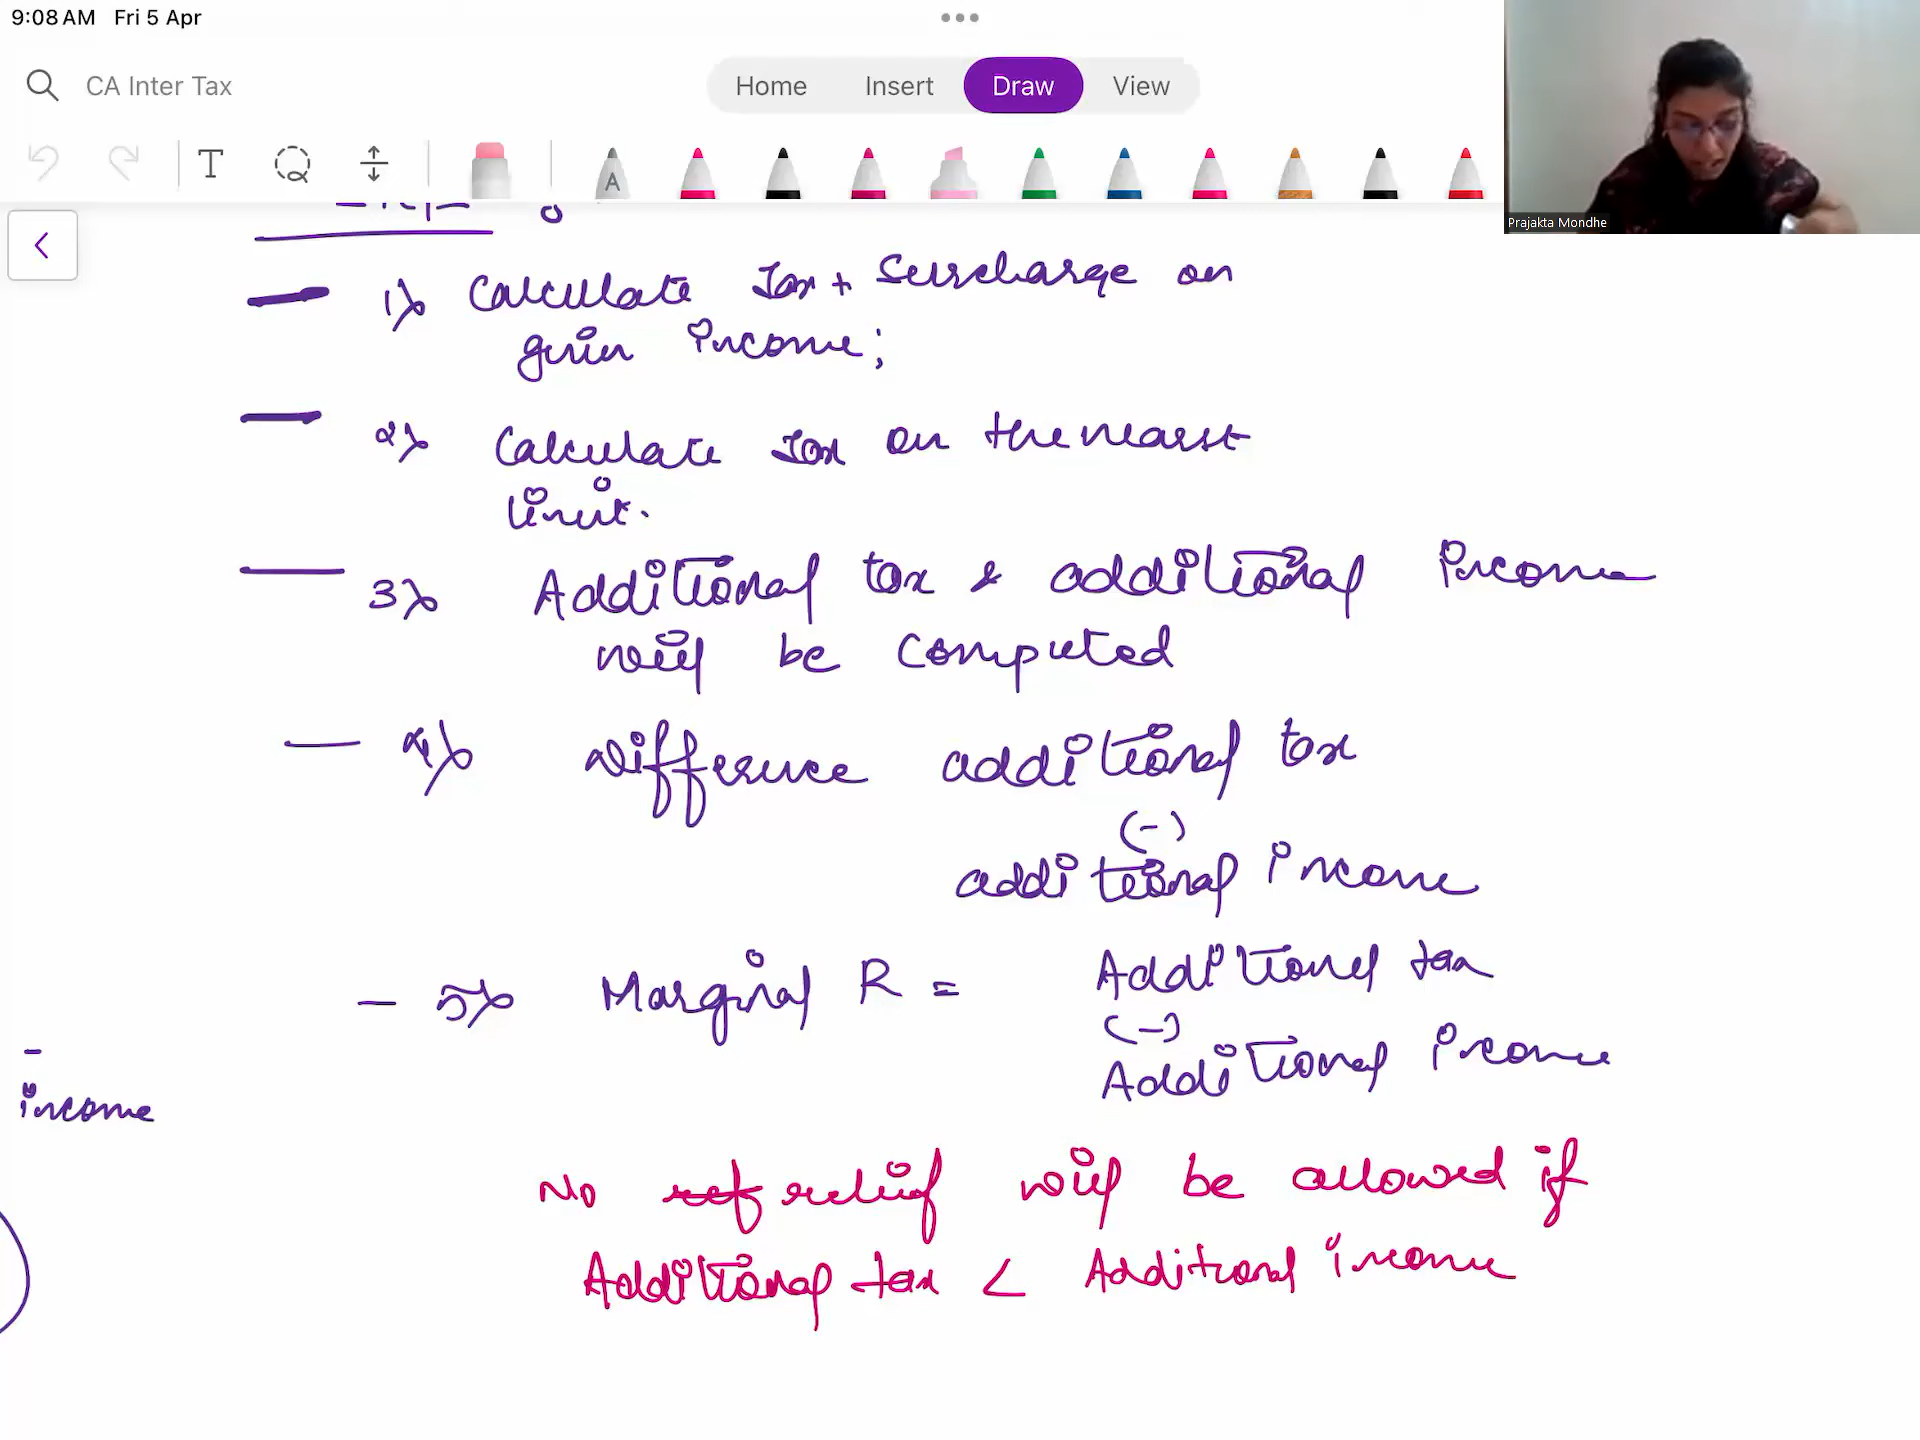 9:08 AM Fri 5 Apr
CA Inter Tax
Home Insert Draw View
A
Prajakta Mondhe
1) Calculate Tax + Surcharge on
given income;
2) Calculate Tax on the nearest
limit.
3) Additional tax & additional income
will be computed
4) Difference additional tax
(-)
additional income
5) Marginal R = Additional tax
(-)
Additional income
income
No relief will be allowed if
Additional tax < Additional income